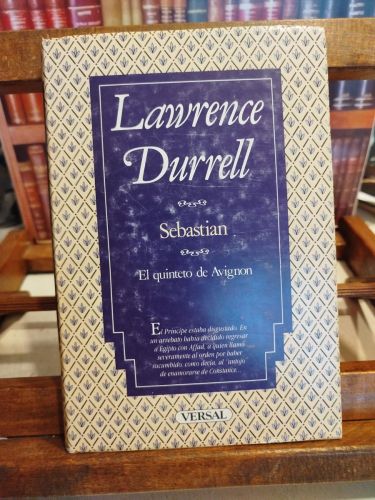 Lawrence
Durrell
Sebastian
El quinteto de Avignon
El Príncipe estaba disgustado. En
un arrebato había decidido regresar
a Egipto con Affad, a quien llamó
severamente al orden por haber
sucumbido, como decía, al "antojo
de enamorarse de Constance...
VERSAL